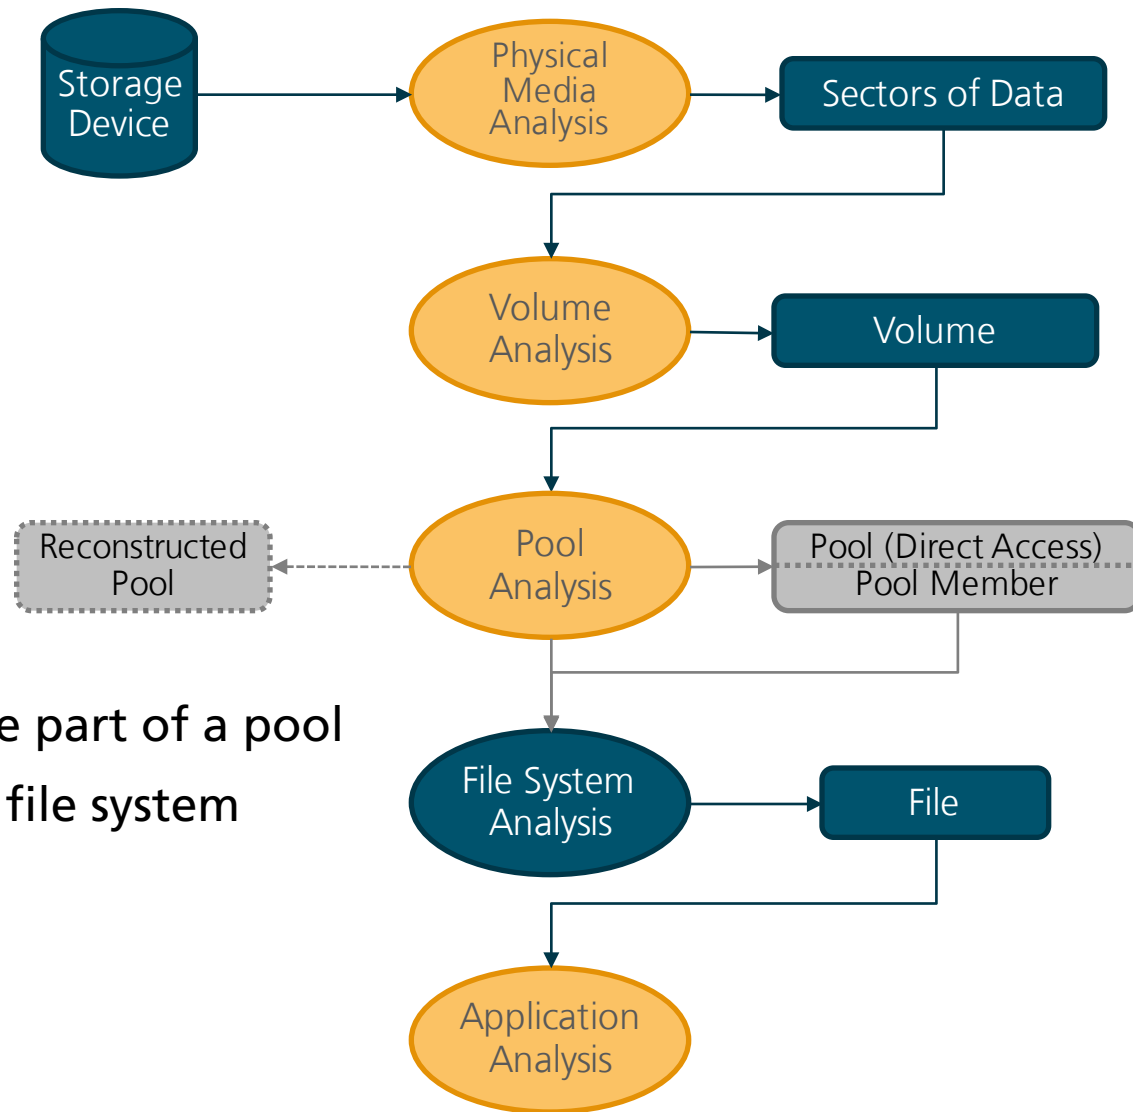 Storage
Device
Physical
Media
Analysis
Sectors of Data
Volume
Analysis
Volume
Reconstructed
Pool
Pool
Analysis
Pool (Direct Access)
Pool Member
e part of a pool
file system
File System
Analysis
File
Application
Analysis